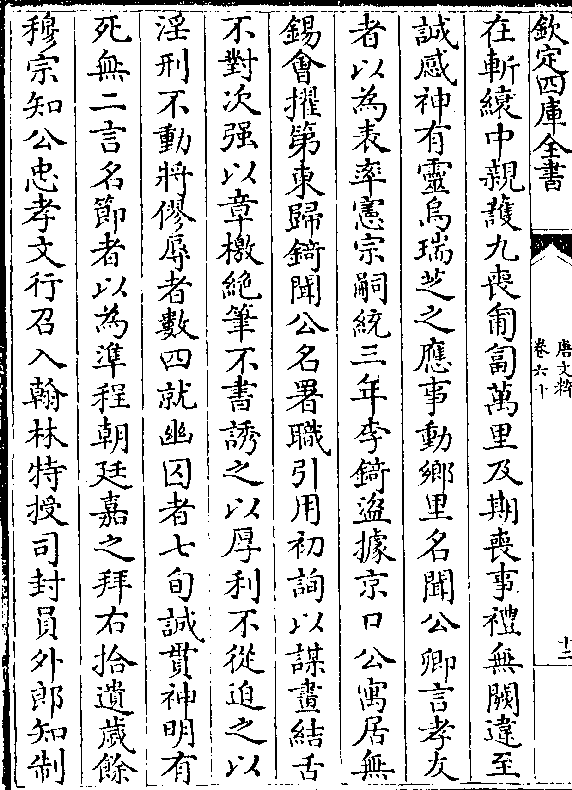 欽定四庫全書
唐文粹
卷六十
十二
在斬縗中親護九喪匍匐萬里及期喪事禮無闕違至
誠感神有靈烏瑞芝之應事動鄉里名聞公卿言孝友
者以為表率憲宗嗣統三年李錡盜據京口公寓居無
錫會擢第東歸錡聞公名署職引用初詢以謀畫結舌
不對次强以章檄絶筆不書誘之以厚利不從迫之以
淫刑不動將僇辱者數四就幽囚者七旬誠貫神明有
死無二言名節者以為準程朝廷嘉之拜右拾遺歲餘
穆宗知公忠孝文行召入翰林特授司封員外郎知制